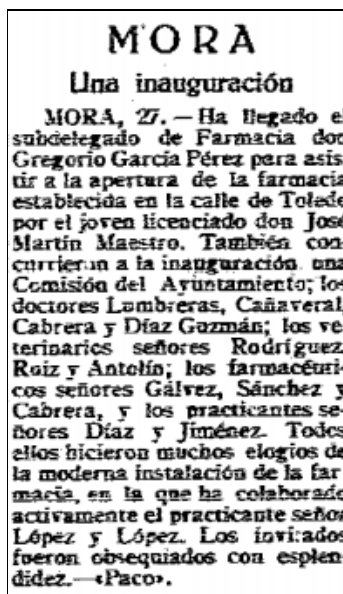 MORA
Una inauguración
MORA, 27. — Ha llegado el
subdelegado de Farmacia don
Gregorio García Pérez para asis
tir a la apertura de la farmacia
establecida en la calle de Toledo
por el joven licenciado don José
Martín Maestro. También con-
currieron a la inauguración una
Comisión del Ayuntamiento; los
doctores Lumbreras, Cañaveral,
Cabrera y Díaz Guzmán; los ve-
terinarios señores Rodríguez,
Ruiz y Antolín; los farmacéuti-
cos señores Gálvez, Sánchez y
Cabrera, y los practicantes se-
ñores Díaz y Jiménez. Todos
ellos hicieron muchos elogios de
la moderna instalación de la far
macia, en la que ha colaborado
activamente el practicante señor
López y López. Los invitados
fueron obsequiados con esplen-
didez.—«Paco».